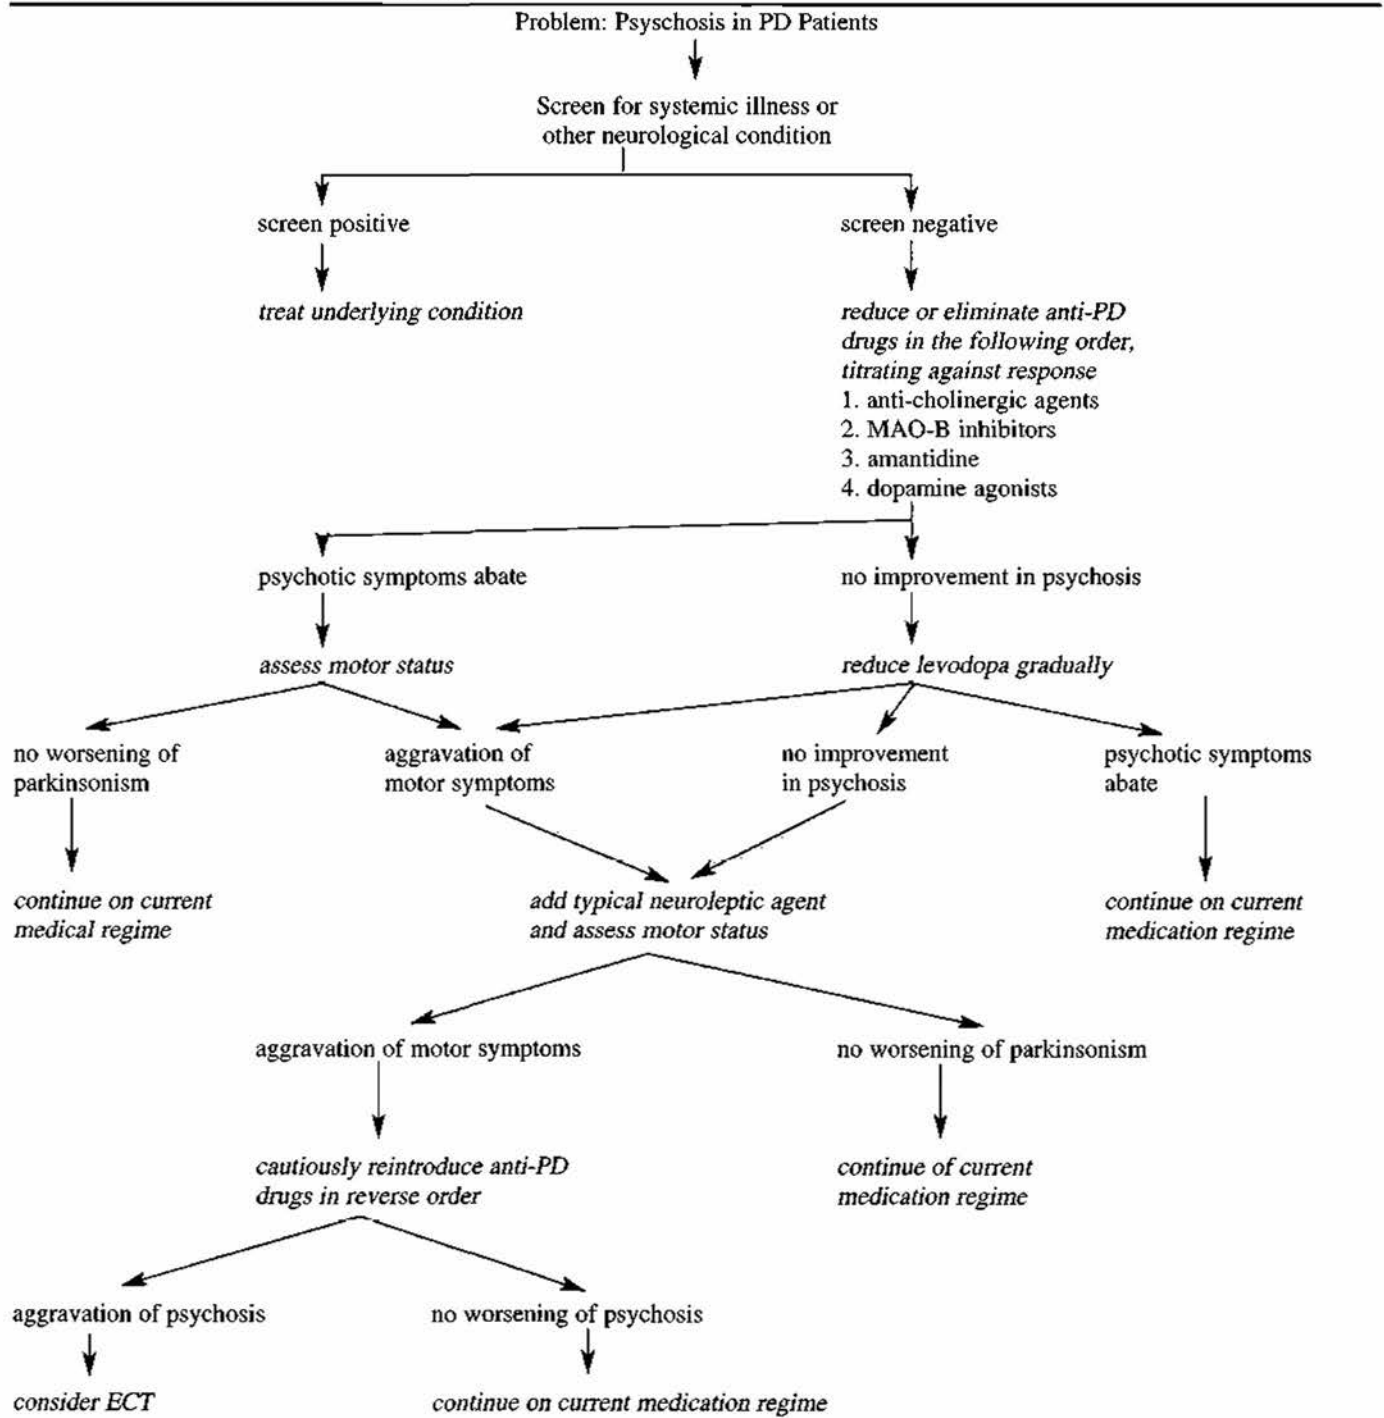 Problem: Psyschosis in PD Patients
Screen for systemic illness or
other neurological condition
screen positive
screen negative
treat underlying condition
reduce or eliminate anti-PD
drugs in the following order,
titrating against response
1. anti-cholinergic agents
2. MAO-B inhibitors
3. amantidine
4. dopamine agonists
psychotic symptoms abate
no improvement in psychosis
assess motor status
reduce levodopa gradually
no worsening of
parkinsonism
aggravation of
motor symptoms
no improvement
in psychosis
psychotic symptoms
abate
continue on current
medical regime
add typical neuroleptic agent
and assess motor status
continue on current
medication regime
aggravation of motor symptoms
no worsening of parkinsonism
cautiously reintroduce anti-PD
drugs in reverse order
continue of current
medication regime
aggravation of psychosis
no worsening of psychosis
consider ECT
continue on current medication regime